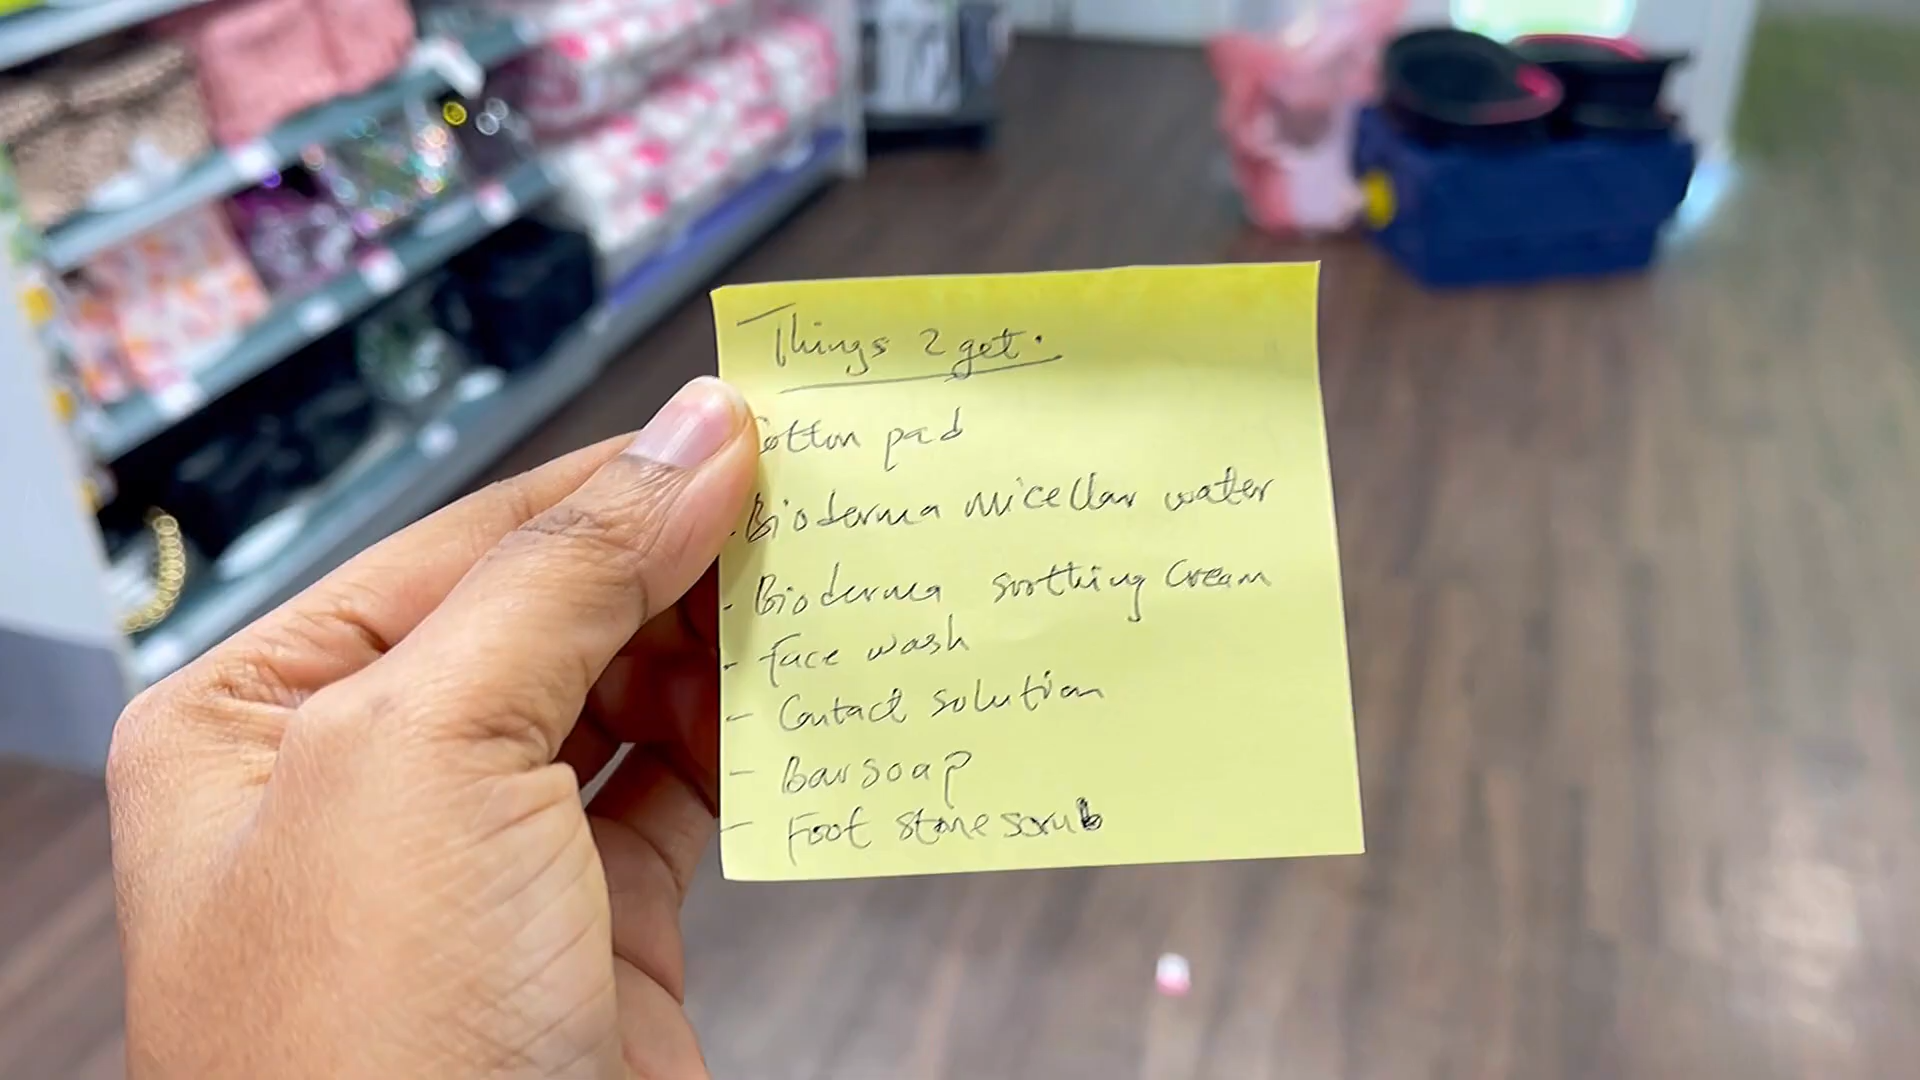 Things 2 get.
Cotton pad
- Bioderma micellar water
- Bioderma soothing cream
- face wash
- Contact solution
- Bar soap
- Foot stone scrub